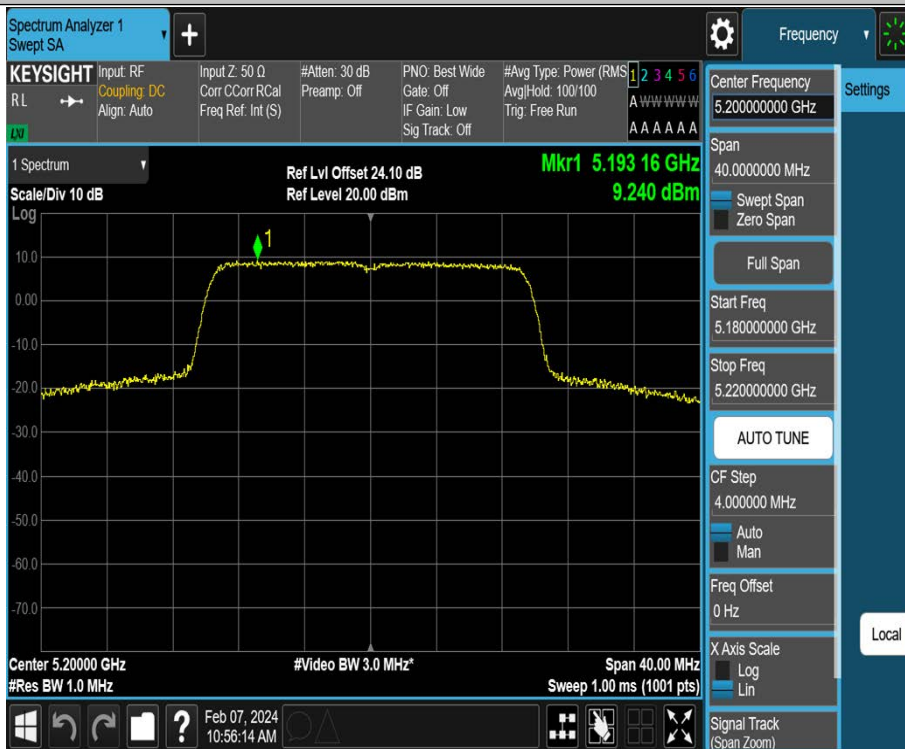 Spectrum Analyzer 1
Swept SA
+
Frequency
KEYSIGHT
RL
LXI
Input: RF
Coupling: DC
Align: Auto
Input Z: 50 Ω
Corr CCorr RCal
Freq Ref: Int (S)
#Atten: 30 dB
Preamp: Off
PNO: Best Wide
Gate: Off
IF Gain: Low
Sig Track: Off
#Avg Type: Power (RMS
Avg|Hold: 100/100
Trig: Free Run
1 2 3 4 5 6
A W W W W W
A A A A A A
1 Spectrum
Scale/Div 10 dB
Log
Ref Lvl Offset 24.10 dB
Ref Level 20.00 dBm
Mkr1 5.193 16 GHz
9.240 dBm
1
10.0
0.00
-10.0
-20.0
-30.0
-40.0
-50.0
-60.0
-70.0
Center 5.20000 GHz
#Res BW 1.0 MHz
#Video BW 3.0 MHz*
Span 40.00 MHz
Sweep 1.00 ms (1001 pts)
?
Feb 07, 2024
10:56:14 AM
Center Frequency
5.200000000 GHz
Span
40.0000000 MHz
Swept Span
Zero Span
Full Span
Start Freq
5.180000000 GHz
Stop Freq
5.220000000 GHz
AUTO TUNE
CF Step
4.000000 MHz
Auto
Man
Freq Offset
0 Hz
X Axis Scale
Log
Lin
Signal Track
(Span Zoom)
Settings
Local